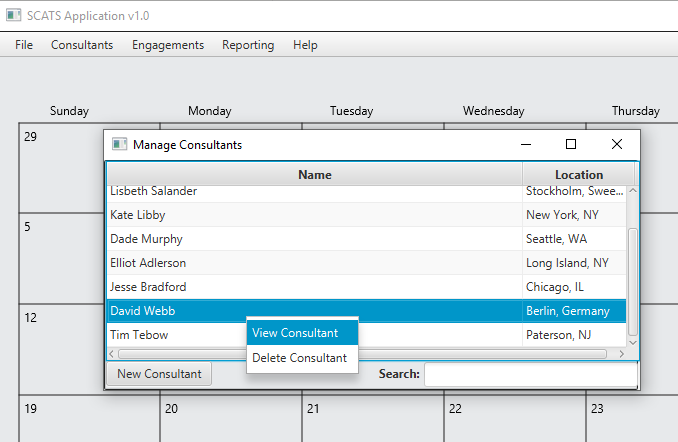 SCATS Application v1.0
File Consultants Engagements Reporting Help
Sunday Monday Tuesday Wednesday Thursday
29
Manage Consultants
Name Location
Lisbeth Salander Stockholm, Swee...
Kate Libby New York, NY
5
Dade Murphy Seattle, WA
Elliot Adlerson Long Island, NY
Jesse Bradford Chicago, IL
David Webb Berlin, Germany
12
View Consultant
Tim Tebow Paterson, NJ
Delete Consultant
New Consultant Search:
19 20 21 22 23